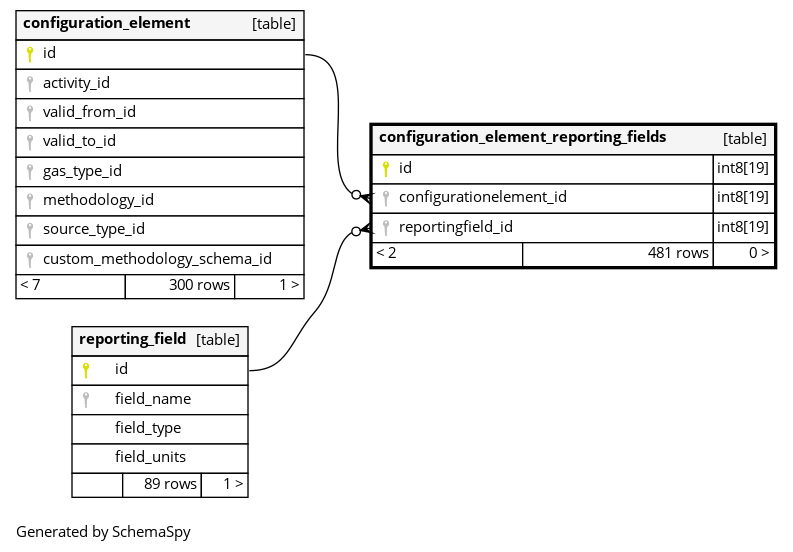 configuration_element [table]
id
activity_id
valid_from_id
valid_to_id
gas_type_id
methodology_id
source_type_id
custom_methodology_schema_id
< 7 300 rows 1 >
configuration_element_reporting_fields [table]
id int8[19]
configurationelement_id int8[19]
reportingfield_id int8[19]
< 2 481 rows 0 >
reporting_field [table]
id
field_name
field_type
field_units
89 rows 1 >
Generated by SchemaSpy